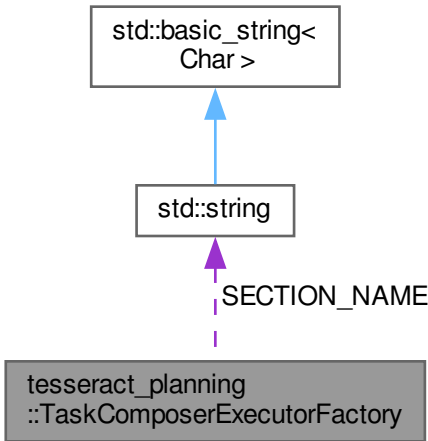 std::basic_string<
Char >
std::string
SECTION_NAME
tesseract_planning
::TaskComposerExecutorFactory